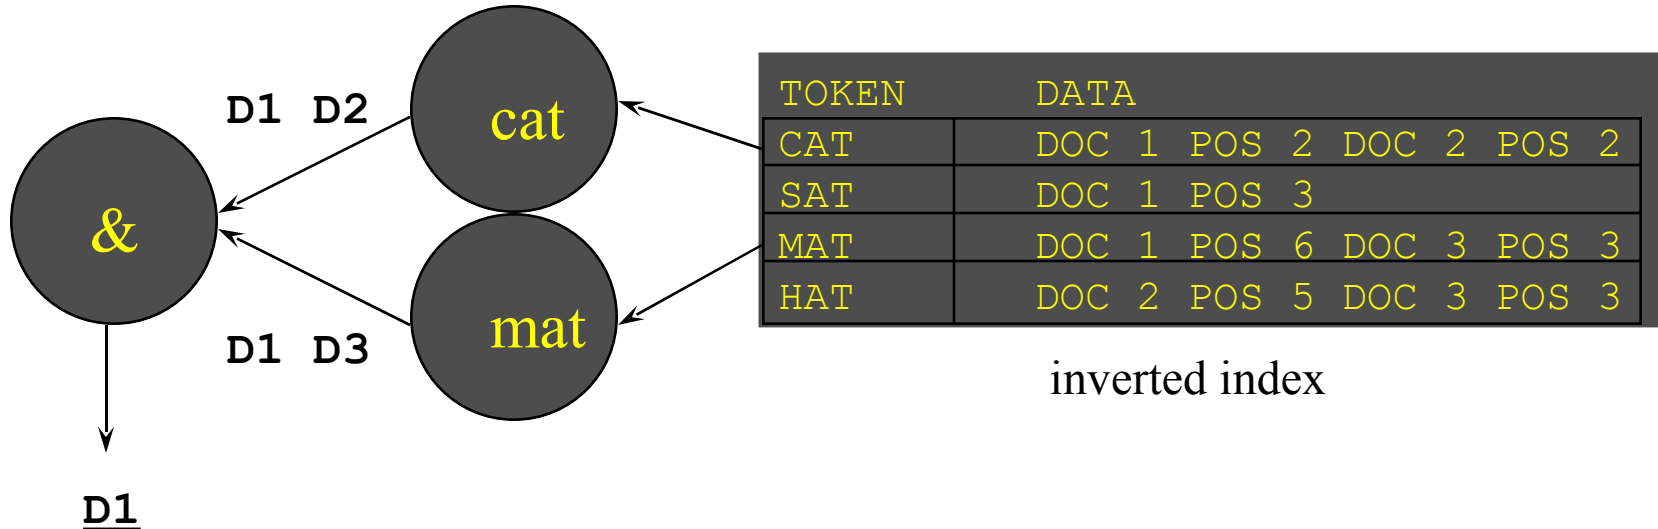 D1 D2
cat
&
mat
D1 D3
D1
TOKEN DATA
CAT DOC 1 POS 2 DOC 2 POS 2
SAT DOC 1 POS 3
MAT DOC 1 POS 6 DOC 3 POS 3
HAT DOC 2 POS 5 DOC 3 POS 3
inverted index